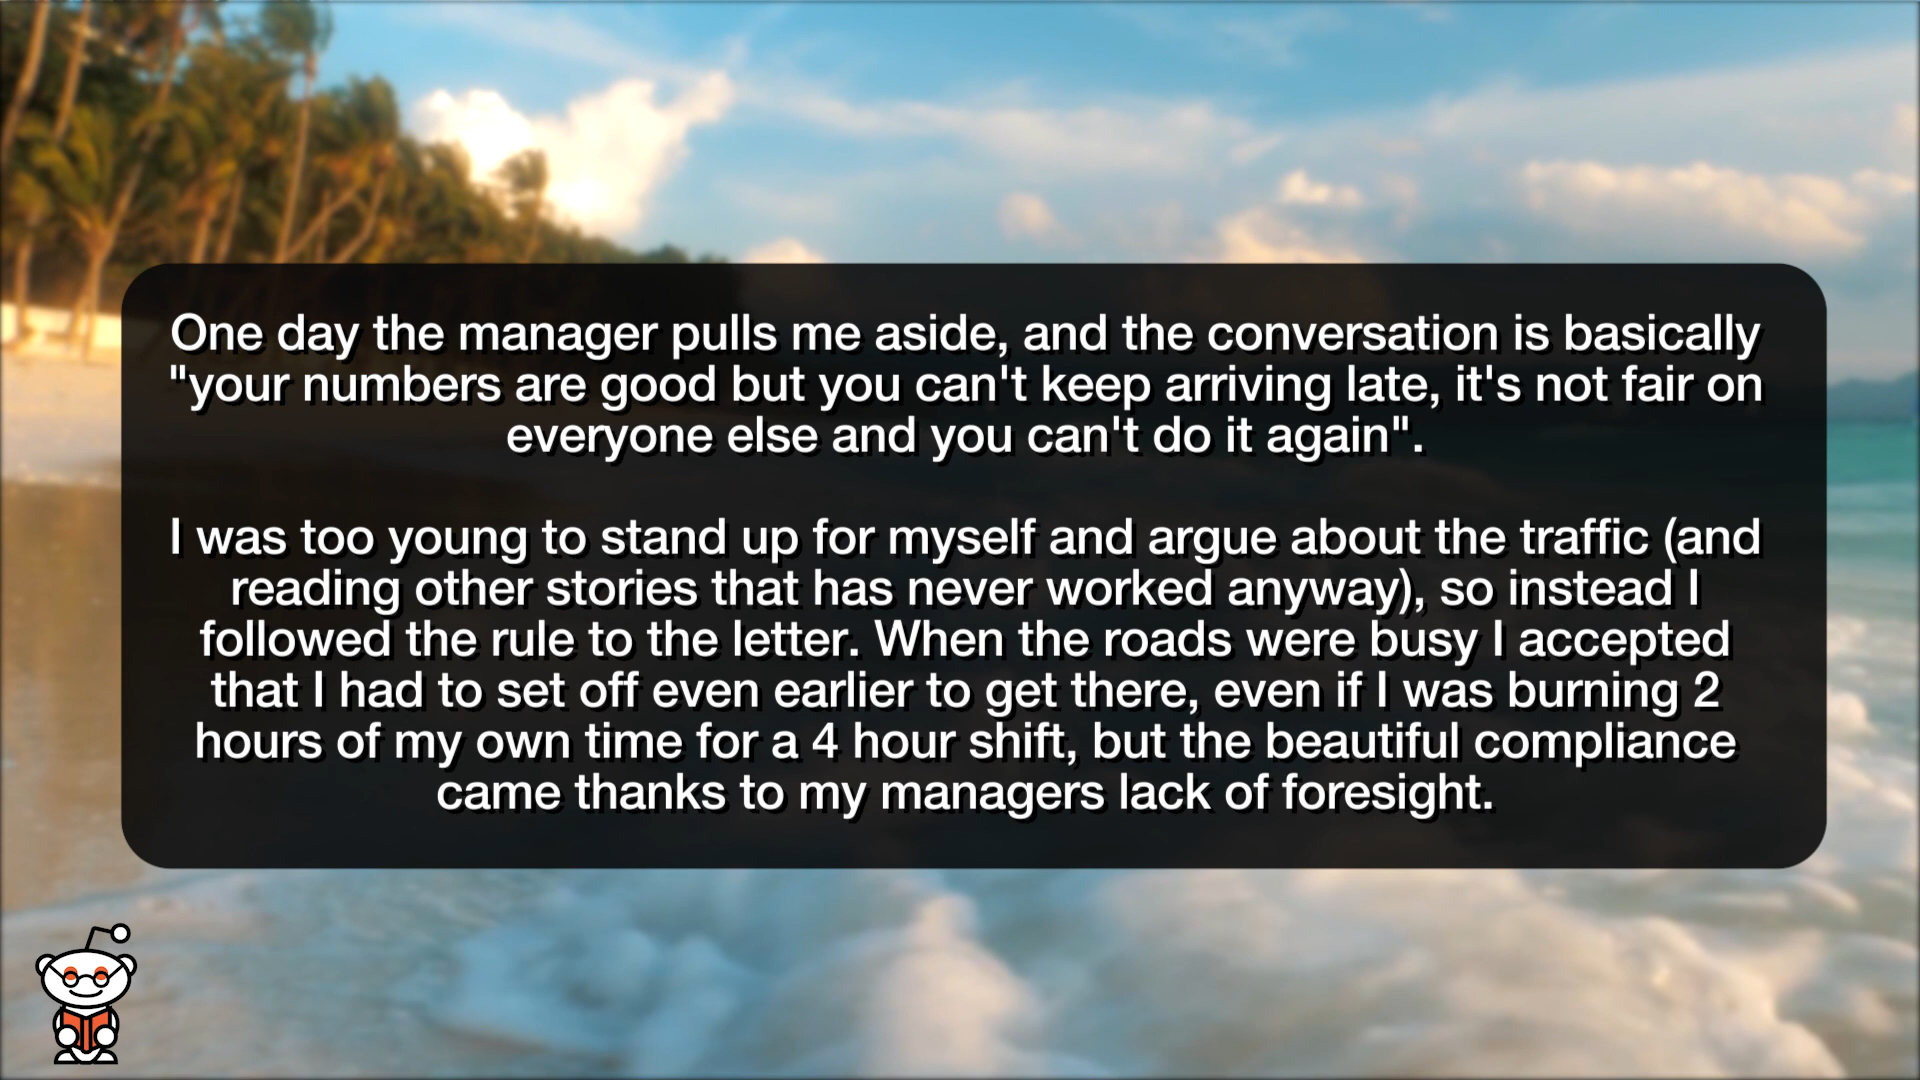 One day the manager pulls me aside, and the conversation is basically
"your numbers are good but you can't keep arriving late, it's not fair on
everyone else and you can't do it again".
I was too young to stand up for myself and argue about the traffic (and
reading other stories that has never worked anyway), so instead I
followed the rule to the letter. When the roads were busy I accepted
that I had to set off even earlier to get there, even if I was burning 2
hours of my own time for a 4 hour shift, but the beautiful compliance
came thanks to my managers lack of foresight.